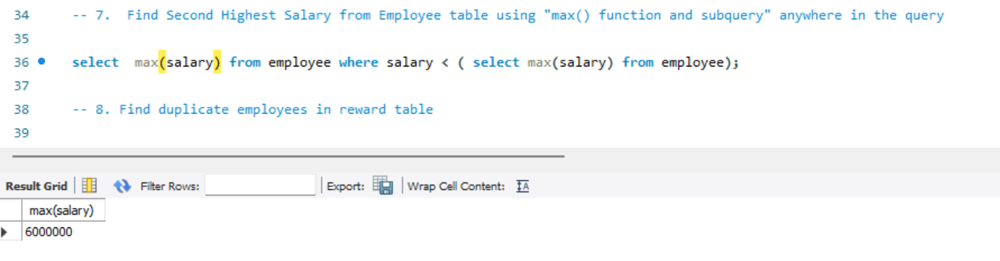 34 -- 7.  Find Second Highest Salary from Employee table using "max() function and subquery" anywhere in the query
35
36 select  max(salary) from employee where salary < ( select max(salary) from employee);
37
38 -- 8. Find duplicate employees in reward table
39
Result Grid Filter Rows: Export: Wrap Cell Content: IA
max(salary)
6000000